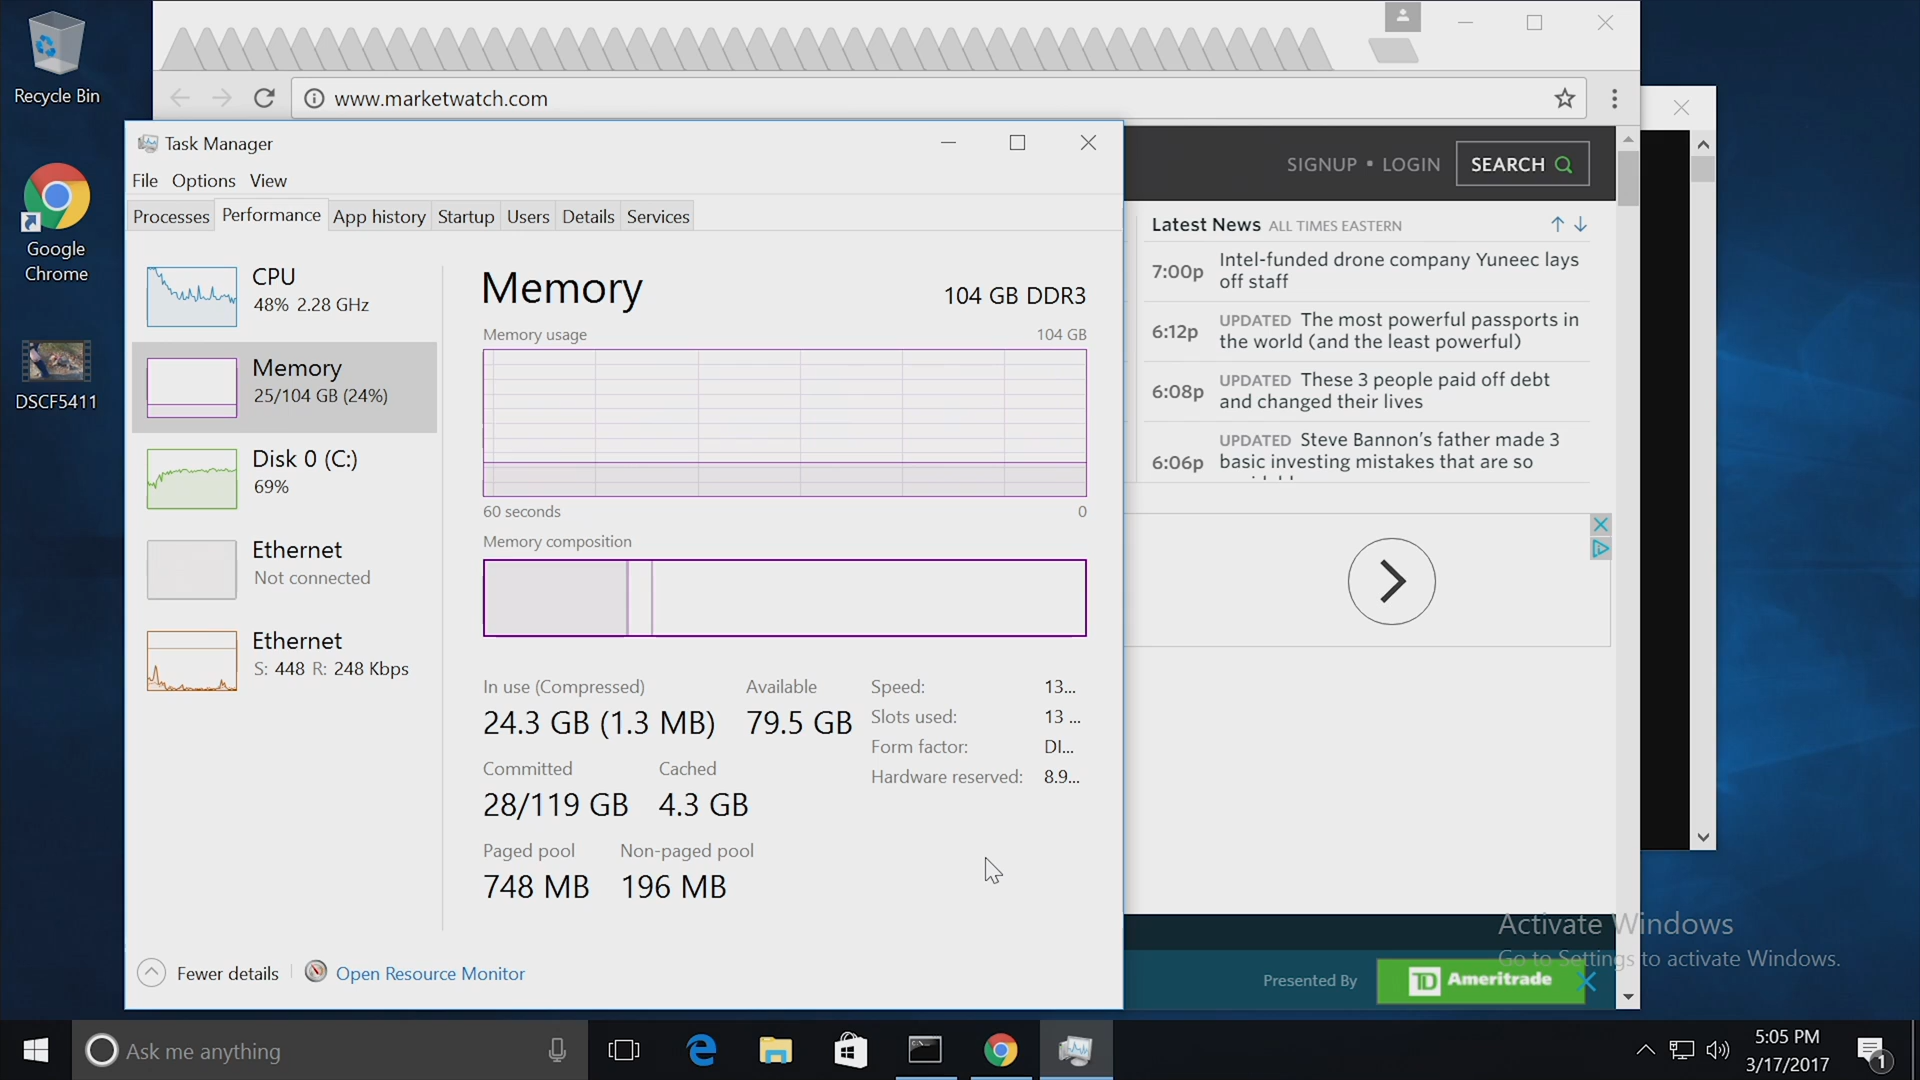 Recycle Bin
Google
Chrome
DSCF5411
www.marketwatch.com
Task Manager
File Options View
Processes Performance App history Startup Users Details Services
CPU
48% 2.28 GHz
Memory
25/104 GB (24%)
Disk 0 (C:)
69%
Ethernet
Not connected
Ethernet
S: 448 R: 248 Kbps
Memory
104 GB DDR3
Memory usage
104 GB
60 seconds
0
Memory composition
In use (Compressed)
24.3 GB (1.3 MB)
Available
79.5 GB
Committed
28/119 GB
Cached
4.3 GB
Paged pool
748 MB
Non-paged pool
196 MB
Speed: 13...
Slots used: 13 ...
Form factor: DI...
Hardware reserved: 8.9...
Fewer details
Open Resource Monitor
SIGNUP • LOGIN
SEARCH
Latest News ALL TIMES EASTERN
7:00p
Intel-funded drone company Yuneec lays
off staff
6:12p
UPDATED The most powerful passports in
the world (and the least powerful)
6:08p
UPDATED These 3 people paid off debt
and changed their lives
6:06p
UPDATED Steve Bannon's father made 3
basic investing mistakes that are so
Presented By
TD Ameritrade
Activate Windows
Go to Settings to activate Windows.
Ask me anything
5:05 PM
3/17/2017
1